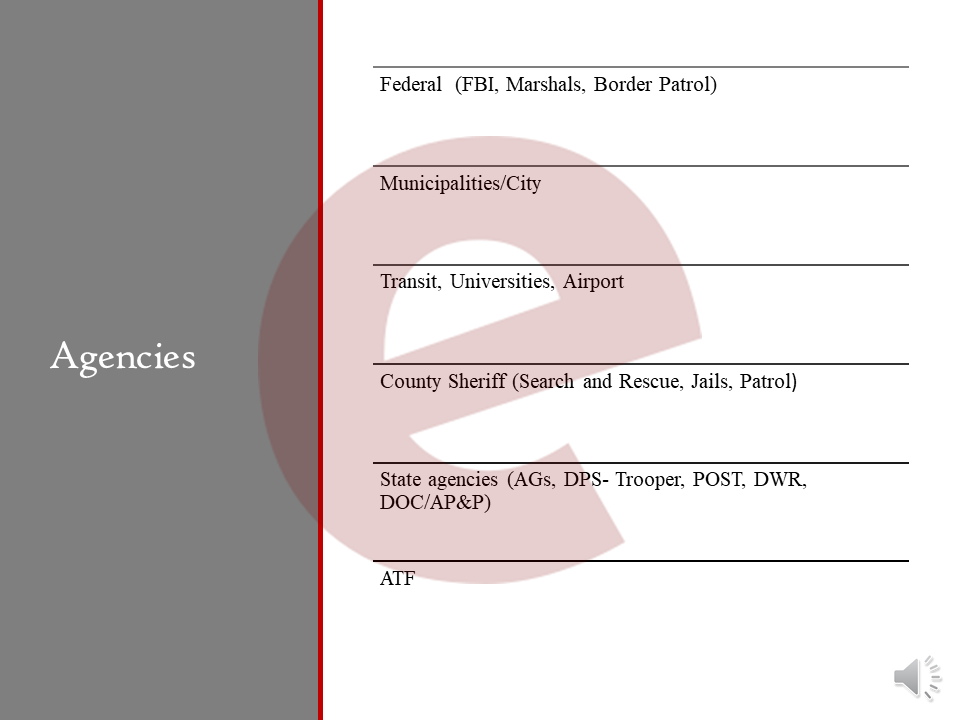 Agencies
Federal (FBI, Marshals, Border Patrol)
Municipalities/City
Transit, Universities, Airport
County Sheriff (Search and Rescue, Jails, Patrol)
State agencies (AGs, DPS- Trooper, POST, DWR,
DOC/AP&P)
ATF